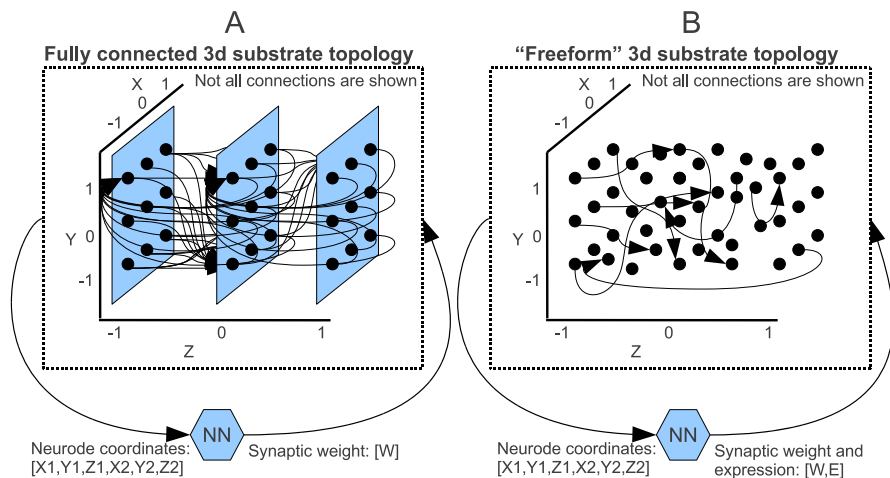 A
Fully connected 3d substrate topology
Not all connections are shown
X
1
0
-1
1
Y
0
-1
-1
0
1
Z
NN
Neurode coordinates:
[X1,Y1,Z1,X2,Y2,Z2]
Synaptic weight: [W]
B
“Freeform” 3d substrate topology
Not all connections are shown
X
1
0
-1
1
Y
0
-1
-1
0
1
Z
NN
Neurode coordinates:
[X1,Y1,Z1,X2,Y2,Z2]
Synaptic weight and
expression: [W,E]